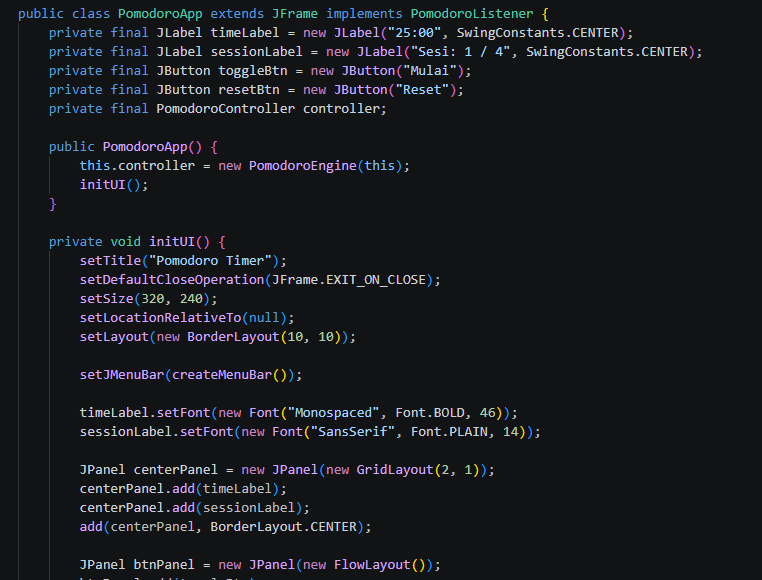 public class PomodoroApp extends JFrame implements PomodoroListener {
    private final JLabel timeLabel = new JLabel("25:00", SwingConstants.CENTER);
    private final JLabel sessionLabel = new JLabel("Sesi: 1 / 4", SwingConstants.CENTER);
    private final JButton toggleBtn = new JButton("Mulai");
    private final JButton resetBtn = new JButton("Reset");
    private final PomodoroController controller;

    public PomodoroApp() {
        this.controller = new PomodoroEngine(this);
        initUI();
    }

    private void initUI() {
        setTitle("Pomodoro Timer");
        setDefaultCloseOperation(JFrame.EXIT_ON_CLOSE);
        setSize(320, 240);
        setLocationRelativeTo(null);
        setLayout(new BorderLayout(10, 10));

        setJMenuBar(createMenuBar());

        timeLabel.setFont(new Font("Monospaced", Font.BOLD, 46));
        sessionLabel.setFont(new Font("SansSerif", Font.PLAIN, 14));

        JPanel centerPanel = new JPanel(new GridLayout(2, 1));
        centerPanel.add(timeLabel);
        centerPanel.add(sessionLabel);
        add(centerPanel, BorderLayout.CENTER);

        JPanel btnPanel = new JPanel(new FlowLayout());